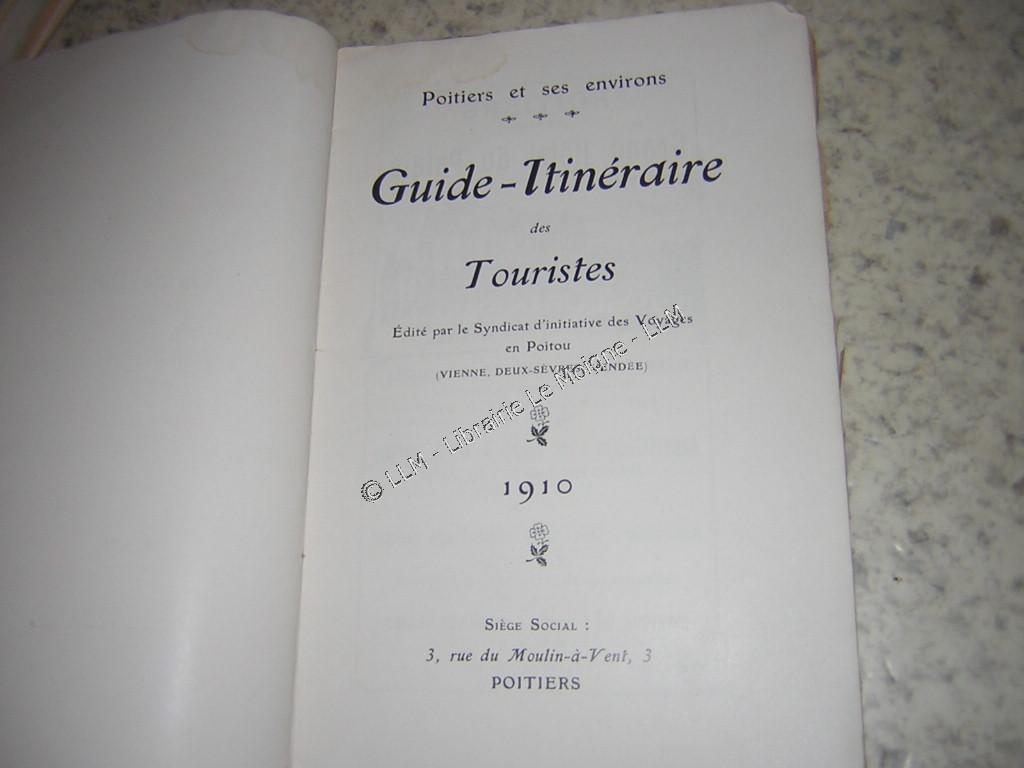 Poitiers et ses environs
Guide-Itinéraire
des
Touristes
Édité par le Syndicat d'initiative des Voyages
en Poitou
(VIENNE, DEUX-SÈVRES, VENDÉE)
© LLM - Librairie Le Moigne - LLM
1910
SIÈGE SOCIAL :
3, rue du Moulin-à-Vent, 3
POITIERS